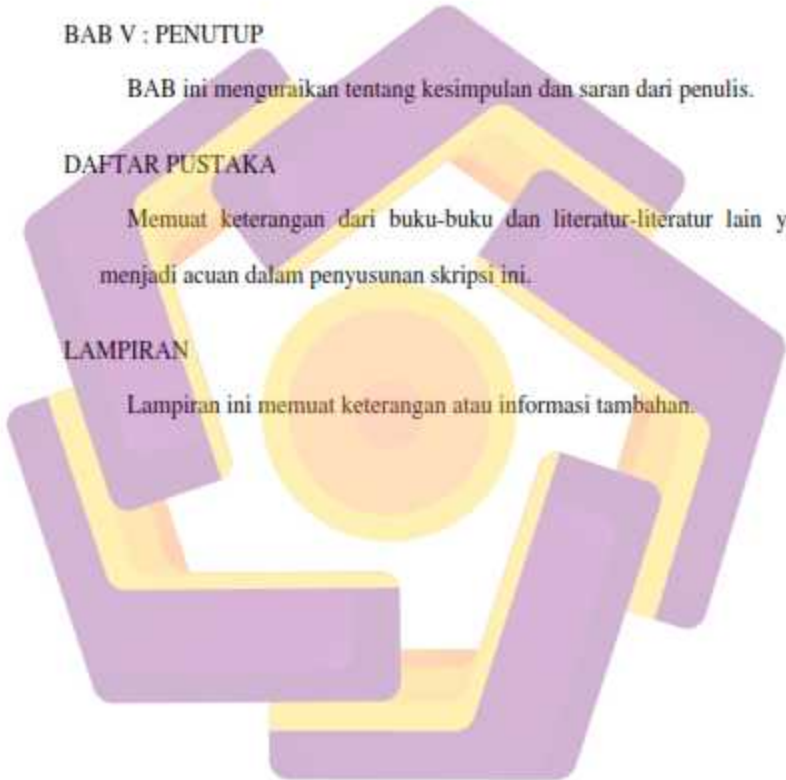 BAB V : PENUTUP
BAB ini menguraikan tentang kesimpulan dan saran dari penulis.
DAFTAR PUSTAKA
Memuat keterangan dari buku-buku dan literatur-literatur lain y
menjadi acuan dalam penyusunan skripsi ini.
LAMPIRAN
Lampiran ini memuat keterangan atau informasi tambahan.